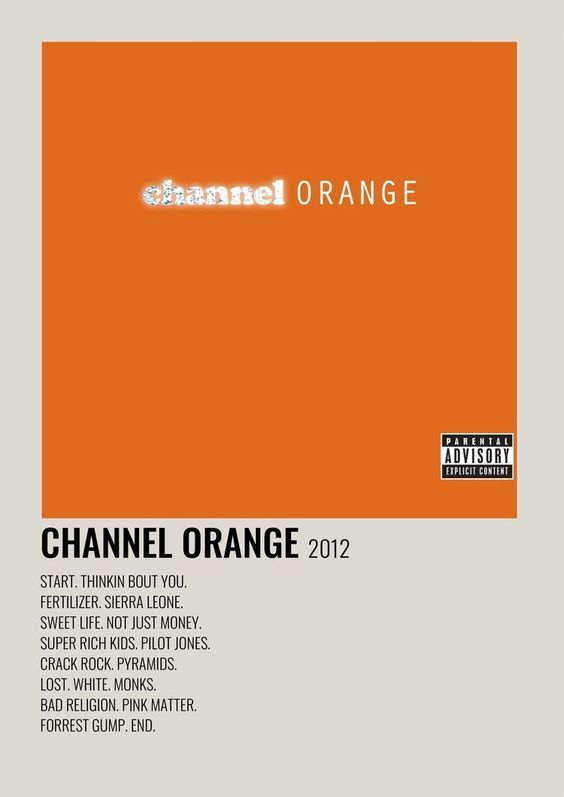 channel ORANGE
PARENTAL
ADVISORY
EXPLICIT CONTENT
CHANNEL ORANGE 2012
START. THINKIN BOUT YOU.
FERTILIZER. SIERRA LEONE.
SWEET LIFE. NOT JUST MONEY.
SUPER RICH KIDS. PILOT JONES.
CRACK ROCK. PYRAMIDS.
LOST. WHITE. MONKS.
BAD RELIGION. PINK MATTER.
FORREST GUMP. END.